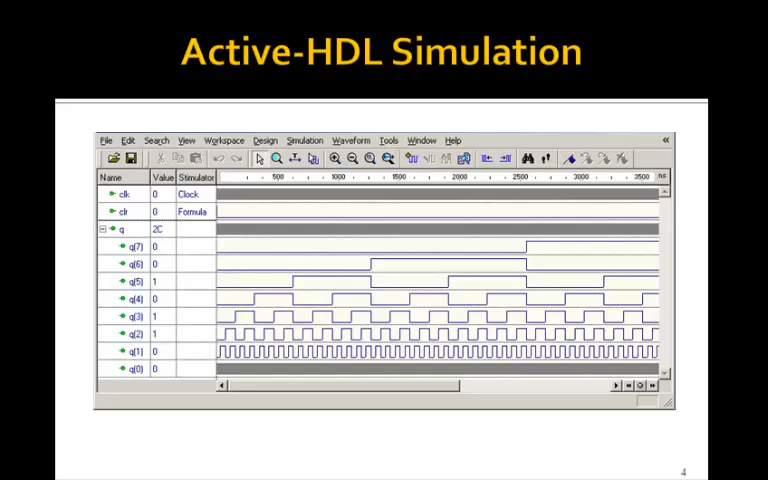 Active-HDL Simulation
File Edit Search View Workspace Design Simulation Waveform Tools Window Help «
Name Value Stimulator 500 1000 1500 2000 2500 3000 3500 ns
clk 0 Clock
clr 0 Formula
q 2C
q(7) 0
q(6) 0
q(5) 1
q(4) 0
q(3) 1
q(2) 1
q(1) 0
q(0) 0
4